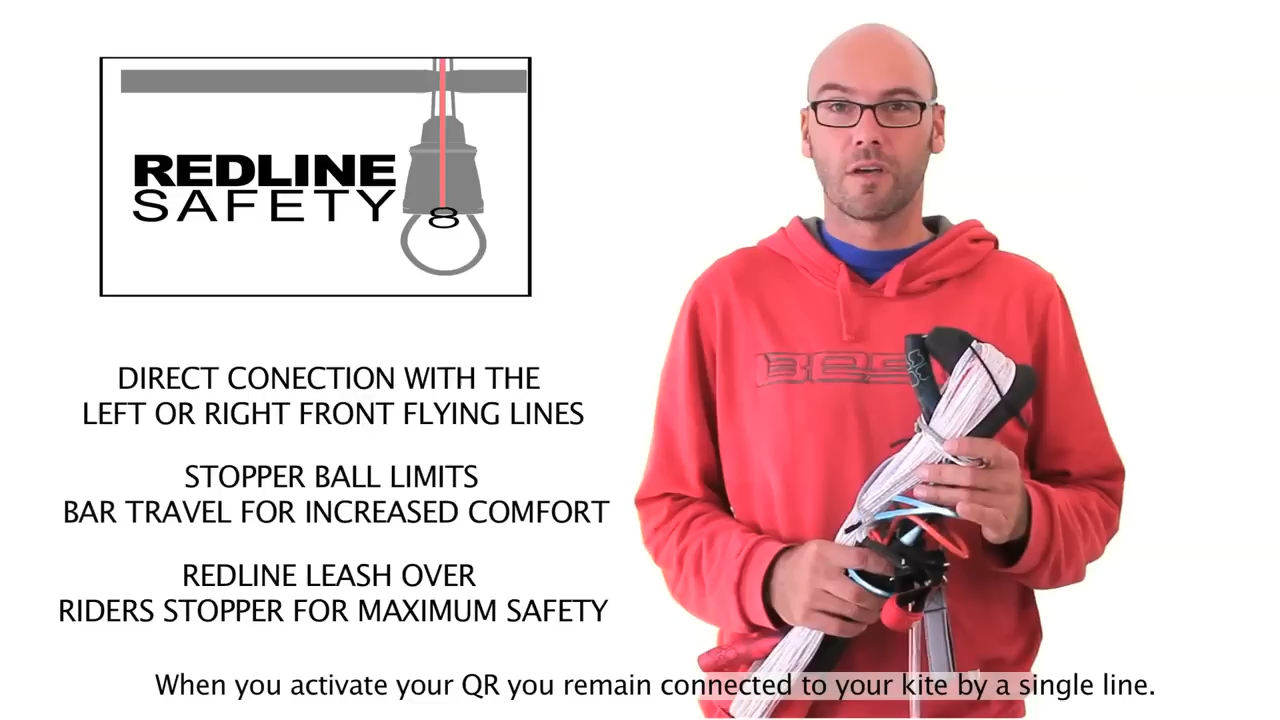 REDLINE
SAFETY
8
DIRECT CONECTION WITH THE
LEFT OR RIGHT FRONT FLYING LINES
STOPPER BALL LIMITS
BAR TRAVEL FOR INCREASED COMFORT
REDLINE LEASH OVER
RIDERS STOPPER FOR MAXIMUM SAFETY
When you activate your QR you remain connected to your kite by a single line.